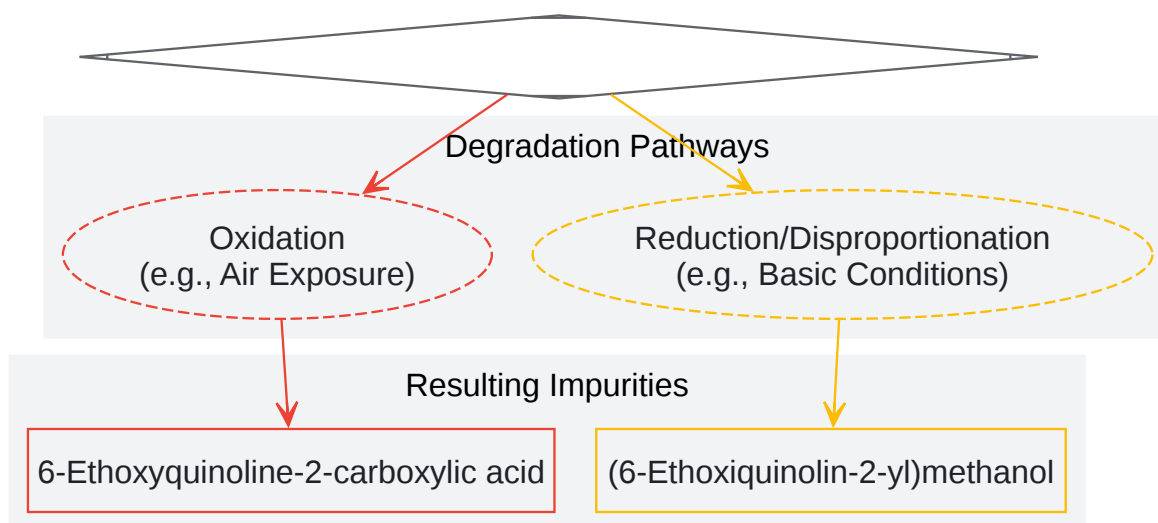 Degradation Pathways
Oxidation
(e.g., Air Exposure)
Reduction/Disproportionation
(e.g., Basic Conditions)
Resulting Impurities
6-Ethoxyquinoline-2-carboxylic acid
(6-Ethoxiquinolin-2-yl)methanol